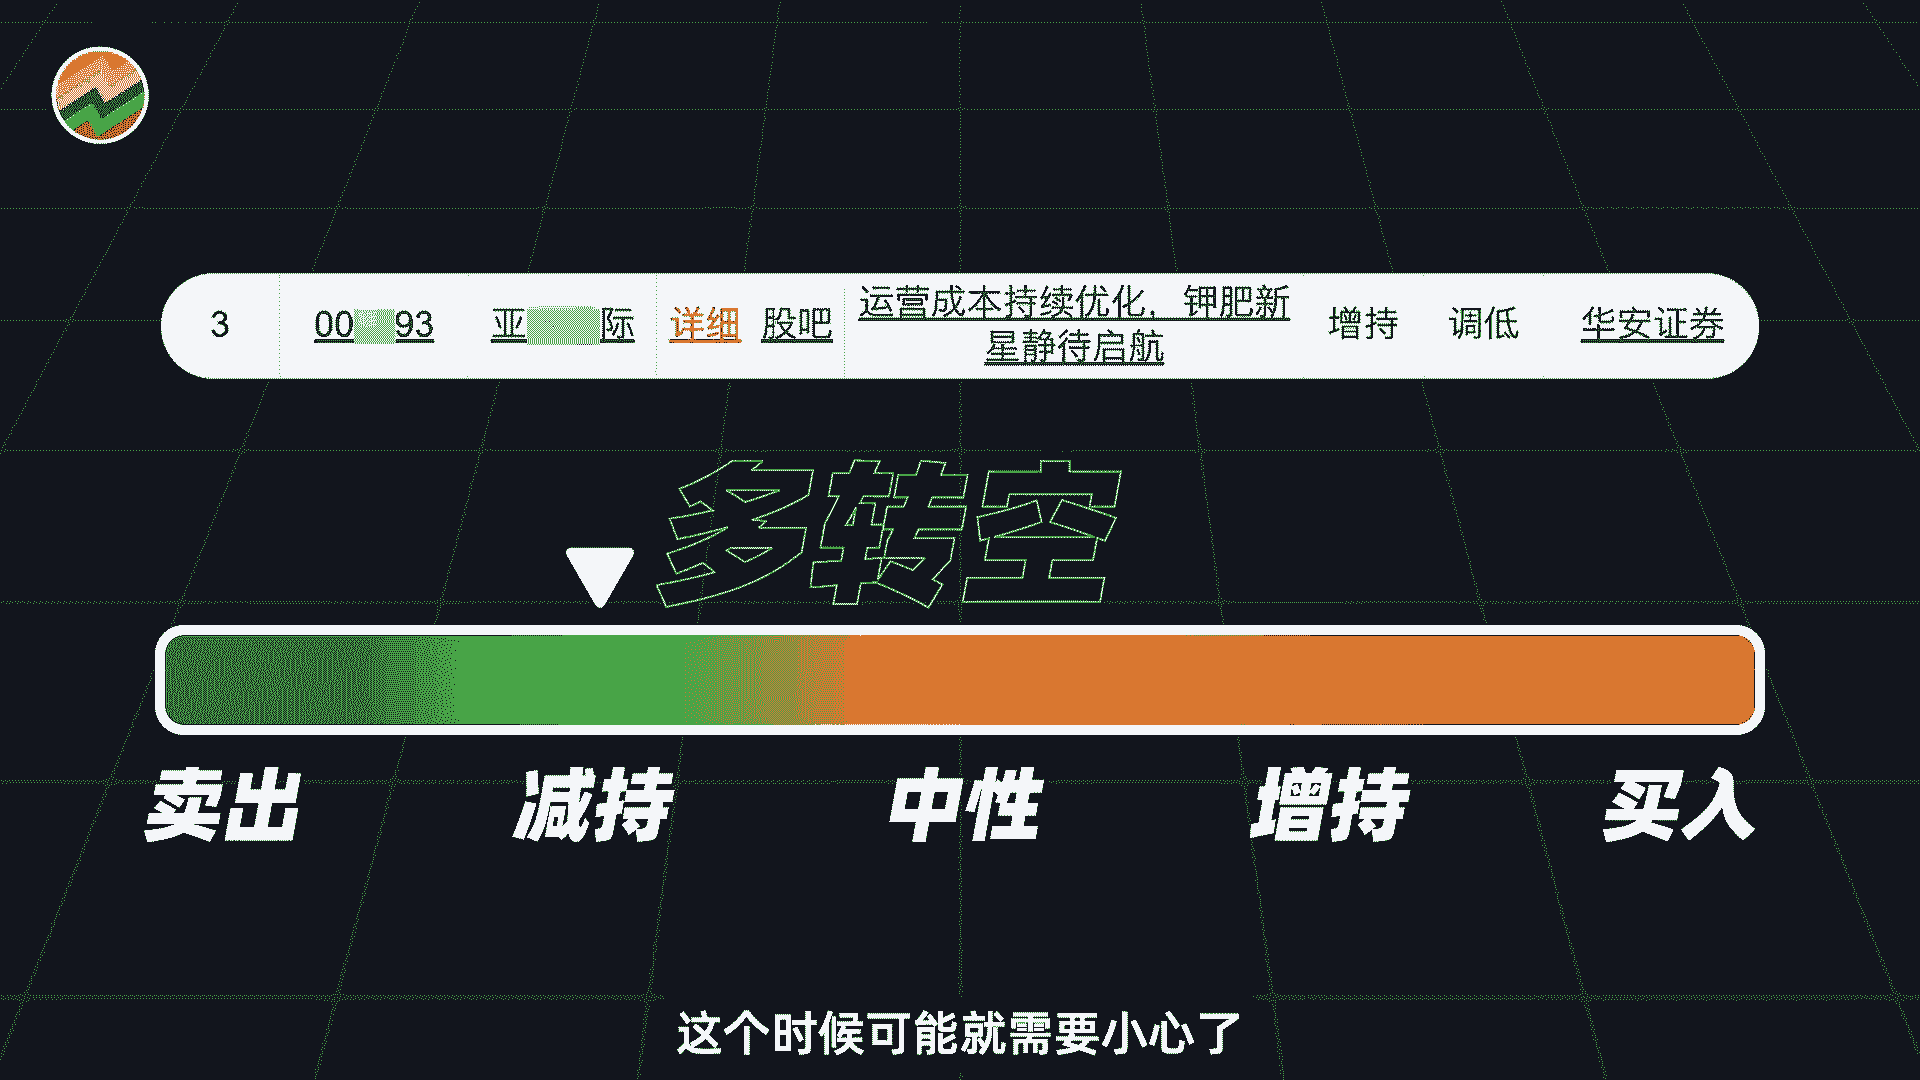 3 00 93 亚 际 详细 股吧 运营成本持续优化，钾肥新星静待启航 增持 调低 华安证券
多转空
卖出 减持 中性 增持 买入
这个时候可能就需要小心了